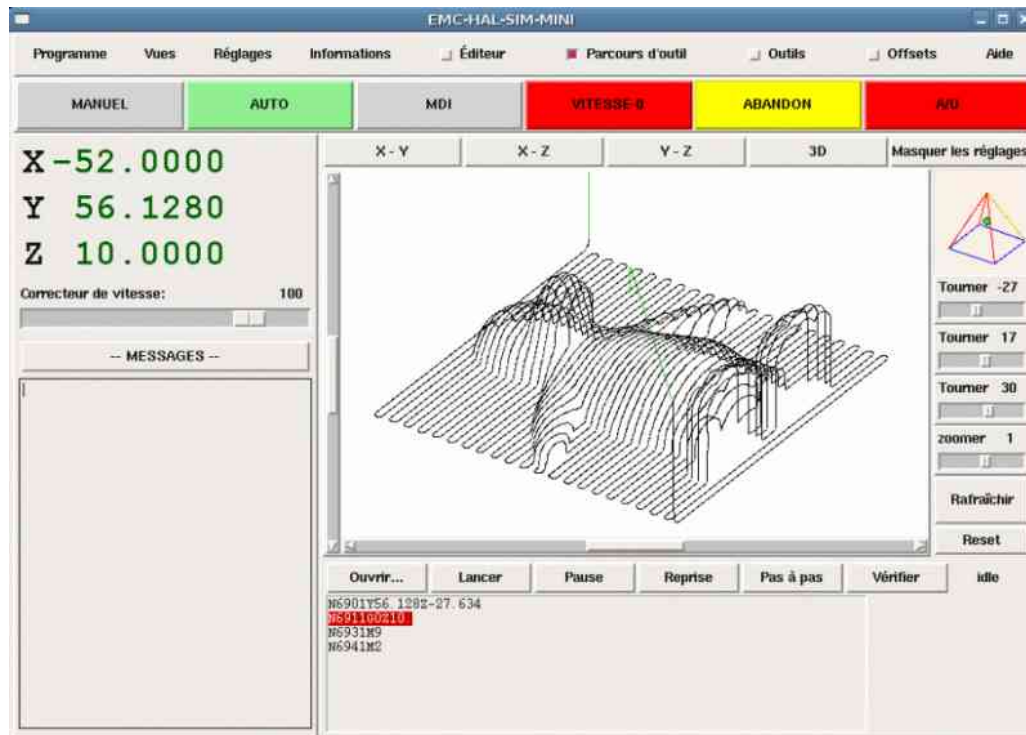 EMC-HAL-SIM-MINI
Programme Vues Réglages Informations Éditeur Parcours d'outil Outils Offsets Aide
MANUEL AUTO MDI VITESSE-0 ABANDON A/U
X - Y X - Z Y - Z 3D Masquer les réglages
X -52.0000
Y 56.1280
Z 10.0000
Correcteur de vitesse: 100
-- MESSAGES --
Tourner -27
Tourner 17
Tourner 30
zoomer 1
Rafraîchir
Reset
Ouvrir... Lancer Pause Reprise Pas à pas Vérifier idle
N6901Y56.128Z-27.634
N6911G0Z10.
N6931M9
N6941M2